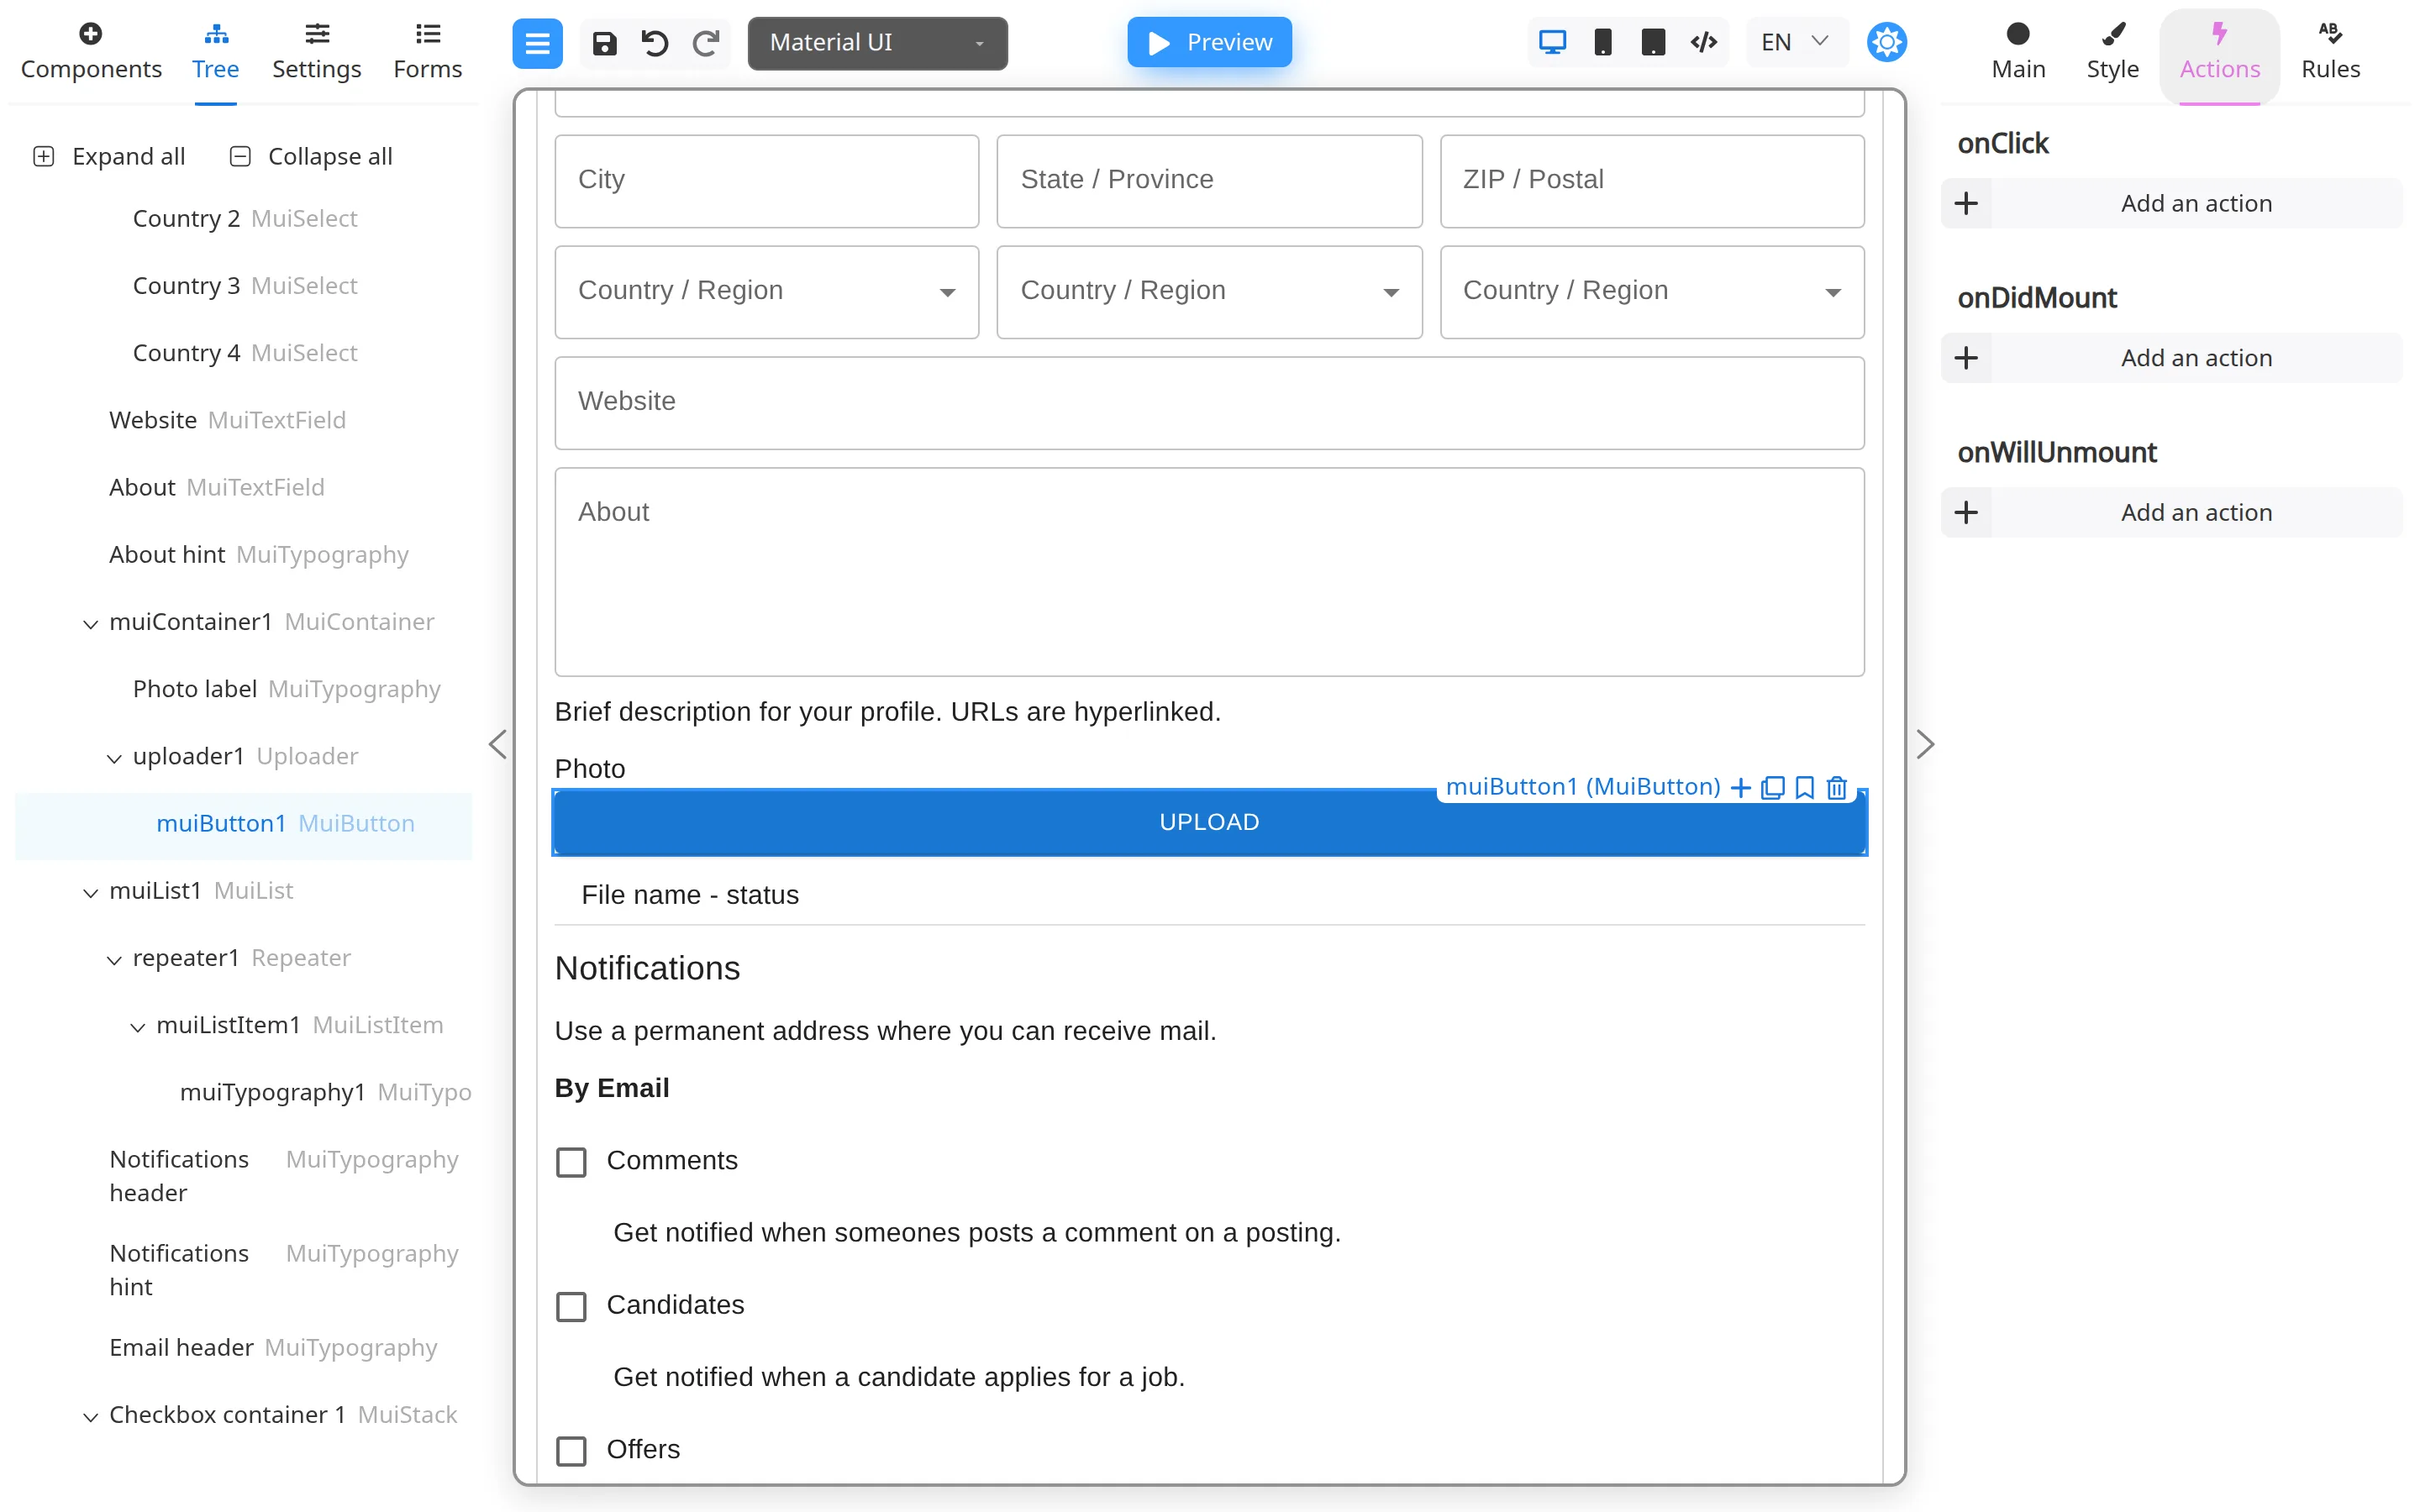 Components
Tree
Settings
Forms
Material UI
Preview
EN
Main
Style
Actions
Rules
Expand all
Collapse all
Country 2 MuiSelect
Country 3 MuiSelect
Country 4 MuiSelect
Website MuiTextField
About MuiTextField
About hint MuiTypography
muiContainer1 MuiContainer
Photo label MuiTypography
uploader1 Uploader
muiButton1 MuiButton
muiList1 MuiList
repeater1 Repeater
muiListItem1 MuiListItem
muiTypography1 MuiTypo
Notifications header MuiTypography
Notifications hint MuiTypography
Email header MuiTypography
Checkbox container 1 MuiStack
City
State / Province
ZIP / Postal
Country / Region
Country / Region
Country / Region
Website
About
Brief description for your profile. URLs are hyperlinked.
Photo
muiButton1 (MuiButton)
UPLOAD
File name - status
Notifications
Use a permanent address where you can receive mail.
By Email
Comments
Get notified when someones posts a comment on a posting.
Candidates
Get notified when a candidate applies for a job.
Offers
onClick
Add an action
onDidMount
Add an action
onWillUnmount
Add an action